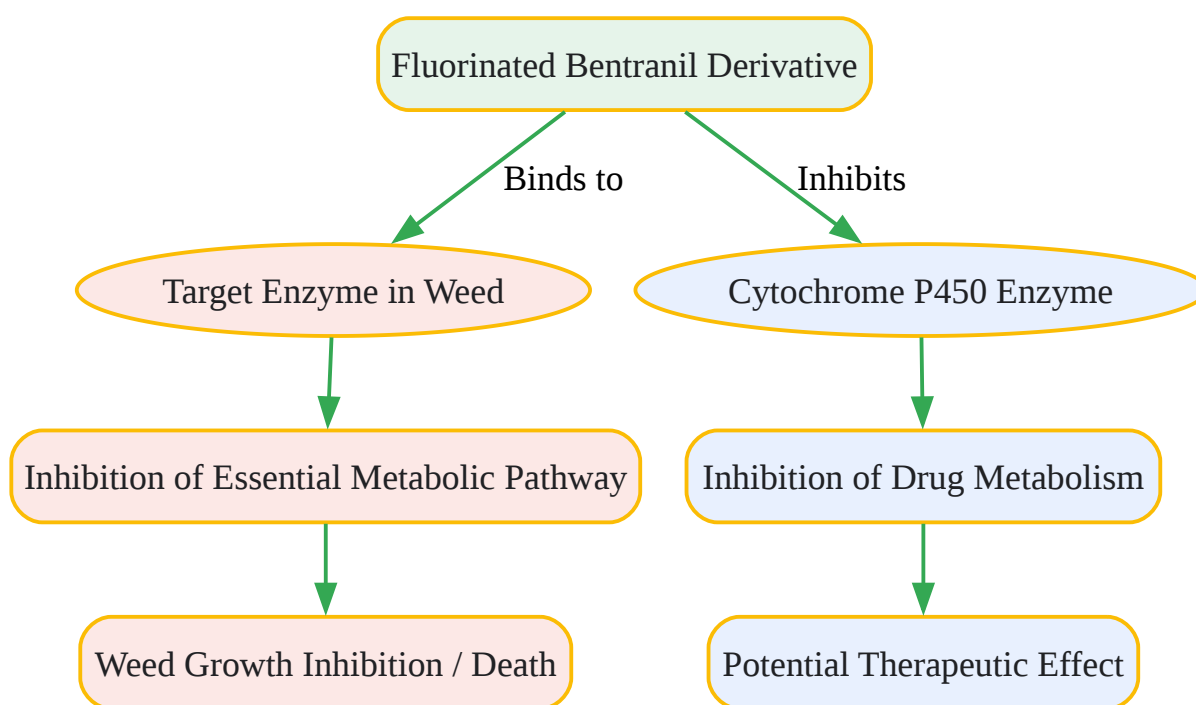 Fluorinated Bentranil Derivative
Binds to
Inhibits
Target Enzyme in Weed
Cytochrome P450 Enzyme
Inhibition of Essential Metabolic Pathway
Inhibition of Drug Metabolism
Weed Growth Inhibition / Death
Potential Therapeutic Effect